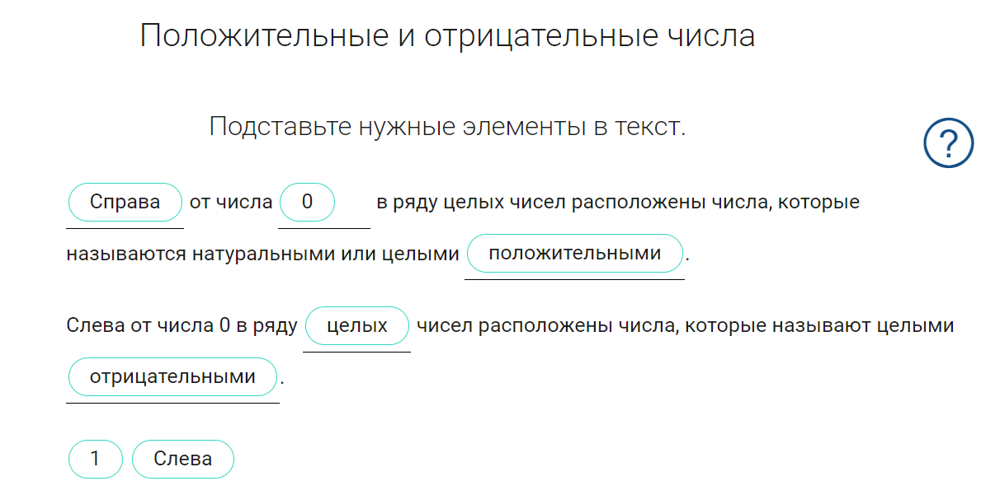 Положительные и отрицательные числа
Подставьте нужные элементы в текст.
?
Справа от числа 0 в ряду целых чисел расположены числа, которые
называются натуральными или целыми положительными.
Слева от числа 0 в ряду целых чисел расположены числа, которые называют целыми
отрицательными.
1 Слева